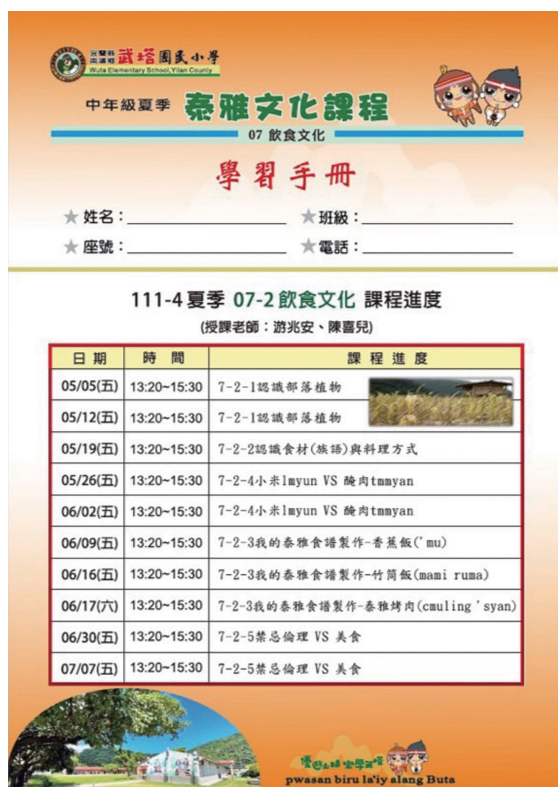 宜蘭縣南澳鄉武塔國民小學
Wuta Elementary School, Yilan County
中年級夏季 泰雅文化課程
07 飲食文化
學習手冊
★姓名： ★班級：
★座號： ★電話：
111-4 夏季 07-2 飲食文化 課程進度
(授課老師：游兆安、陳喜兒)
日期 時間 課程進度
05/05(五) 13:20~15:30 7-2-1認識部落植物
05/12(五) 13:20~15:30 7-2-1認識部落植物
05/19(五) 13:20~15:30 7-2-2認識食材(族語)與料理方式
05/26(五) 13:20~15:30 7-2-4小米lmyun VS 醃肉tmmyan
06/02(五) 13:20~15:30 7-2-4小米lmyun VS 醃肉tmmyan
06/09(五) 13:20~15:30 7-2-3我的泰雅食譜製作-香蕉飯('mu)
06/16(五) 13:20~15:30 7-2-3我的泰雅食譜製作-竹筒飯(mami ruma)
06/17(六) 13:20~15:30 7-2-3我的泰雅食譜製作-泰雅烤肉(cmuling 'syan)
06/30(五) 13:20~15:30 7-2-5禁忌倫理 VS 美食
07/07(五) 13:20~15:30 7-2-5禁忌倫理 VS 美食
pwasan biru la'iy alang Buta